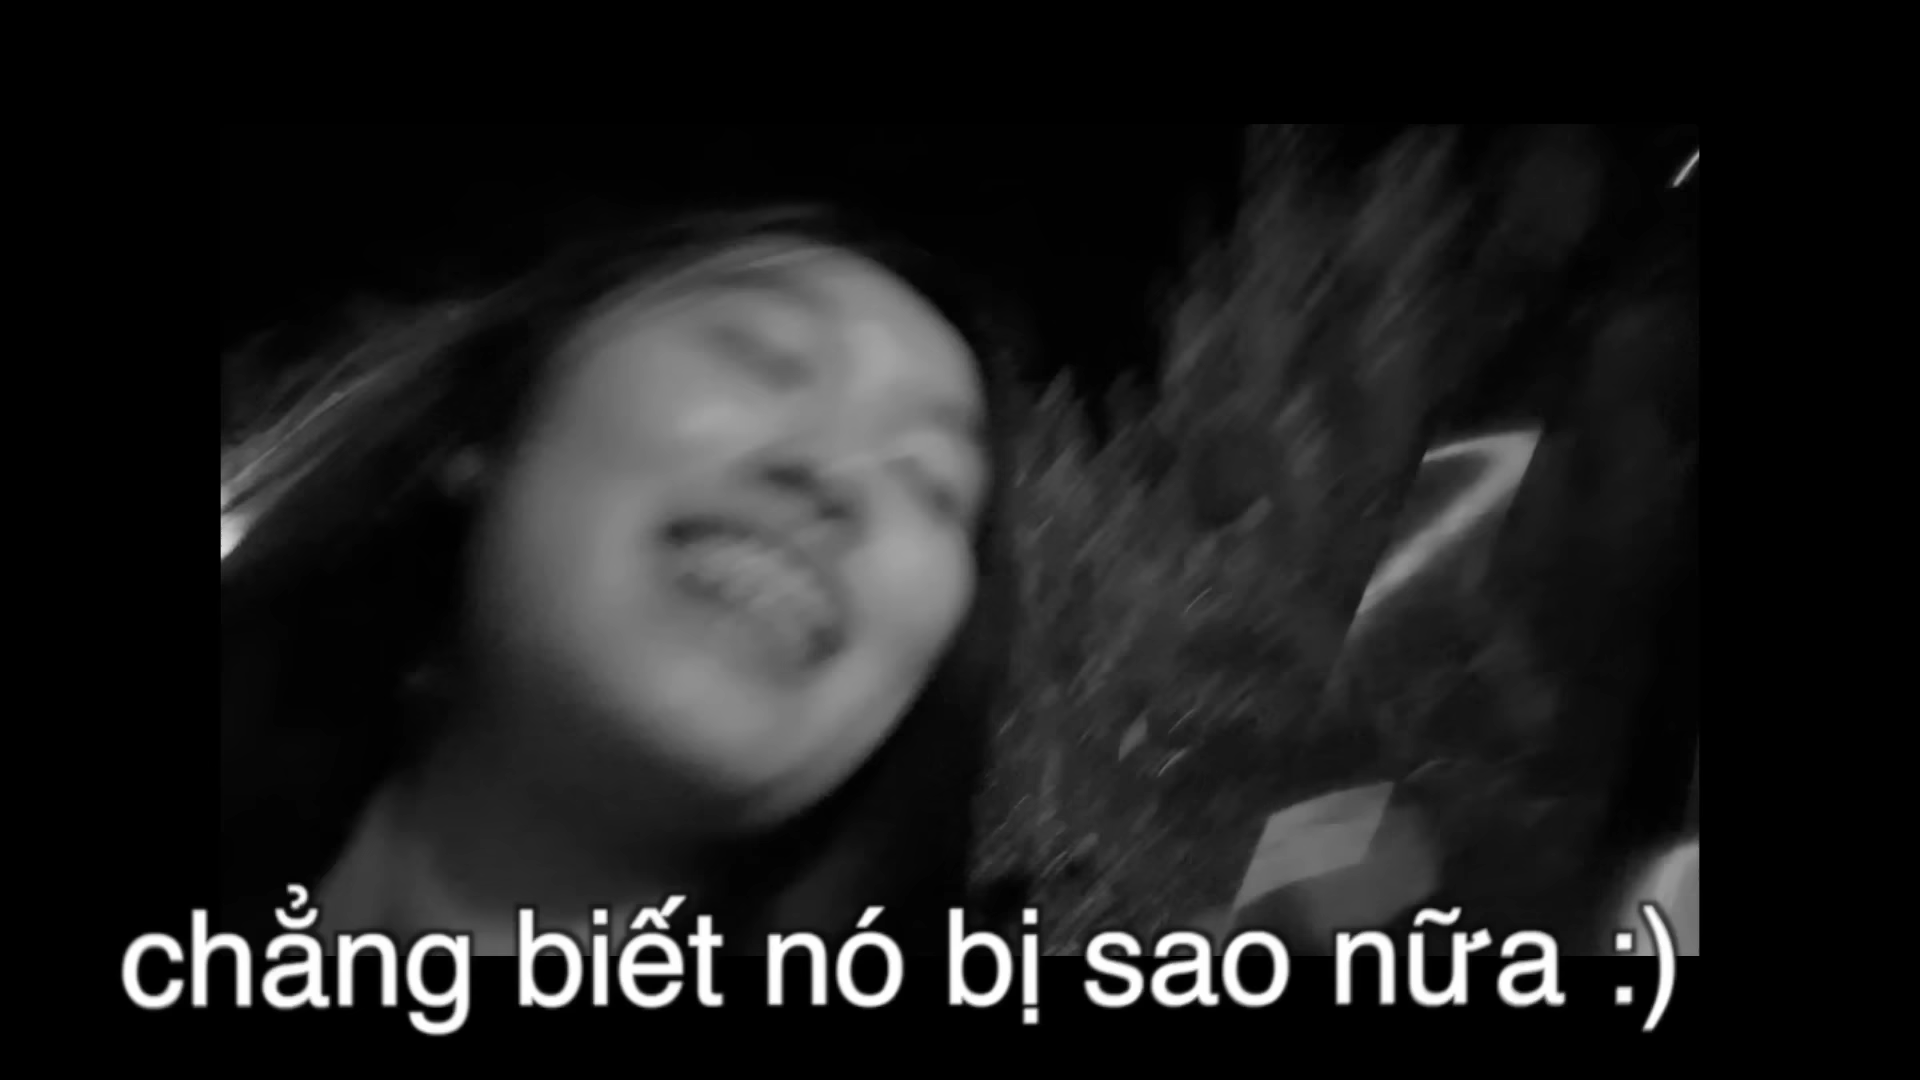 chẳng biết nó bị sao nữa :)